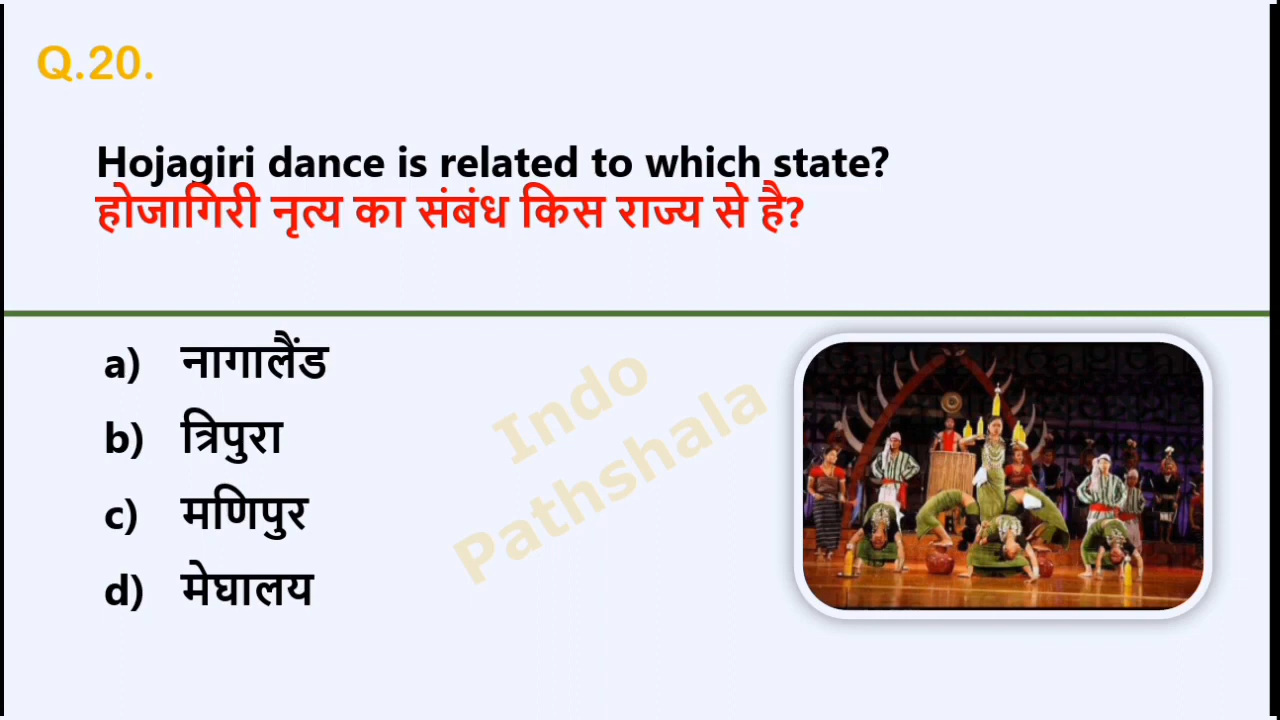 Q.20.
Hojagiri dance is related to which state?
होजागिरी नृत्य का संबंध किस राज्य से है?
a) नागालैंड
b) त्रिपुरा
c) मणिपुर
d) मेघालय
Indo
Pathshala